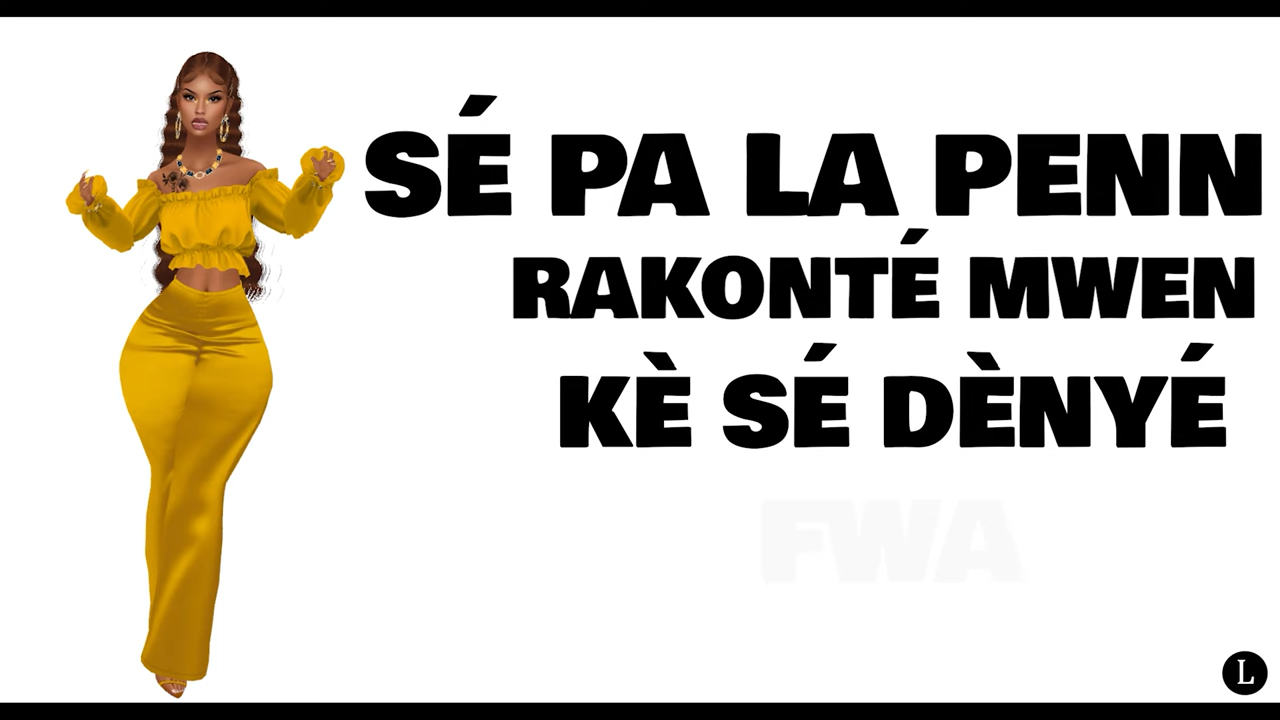 SÉ PA LA PENN
RAKONTÉ MWEN
KÈ SÉ DÈNYÉ
FWA
L